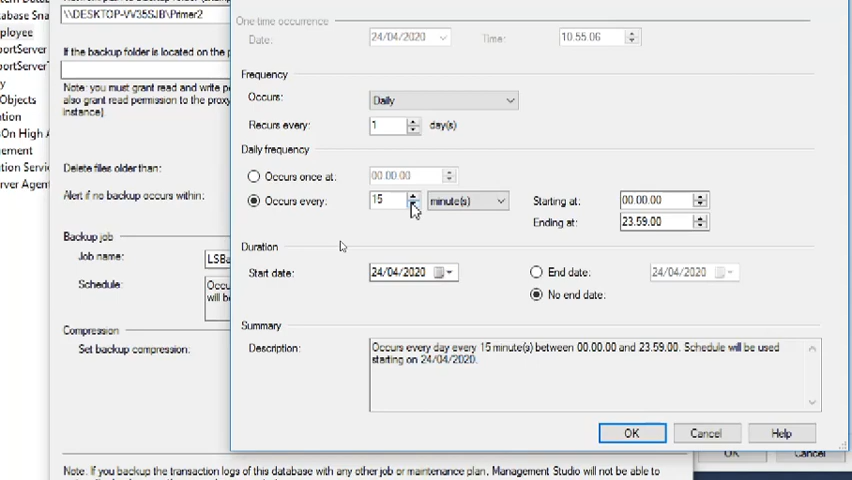 base Sna
ployee
portServer
portServerT
y
Objects
tion
sOn High A
ement
tion Servic
ver Agent
\\DESKTOP-VV35SJB\Primer2
If the backup folder is located on the p
Note: you must grant read and write pe
also grant read permission to the proxy
instance)
Delete files older than:
Alert if no backup occurs within:
Backup job
Job name:
LSBa
Schedule:
Occu
will be
Compression
Set backup compression:
Note: If you backup the transaction logs of this database with any other job or maintenance plan, Management Studio will not be able to
One-time occurrence
Date: 24/04/2020 Time: 10.55.06
Frequency
Occurs: Daily
Recurs every: 1 day(s)
Daily frequency
Occurs once at: 00.00.00
Occurs every: 15 minute(s) Starting at: 00.00.00
Ending at: 23.59.00
Duration
Start date: 24/04/2020 End date: 24/04/2020
No end date:
Summary
Description: Occurs every day every 15 minute(s) between 00.00.00 and 23.59.00. Schedule will be used
starting on 24/04/2020.
OK Cancel Help
OK Cancel